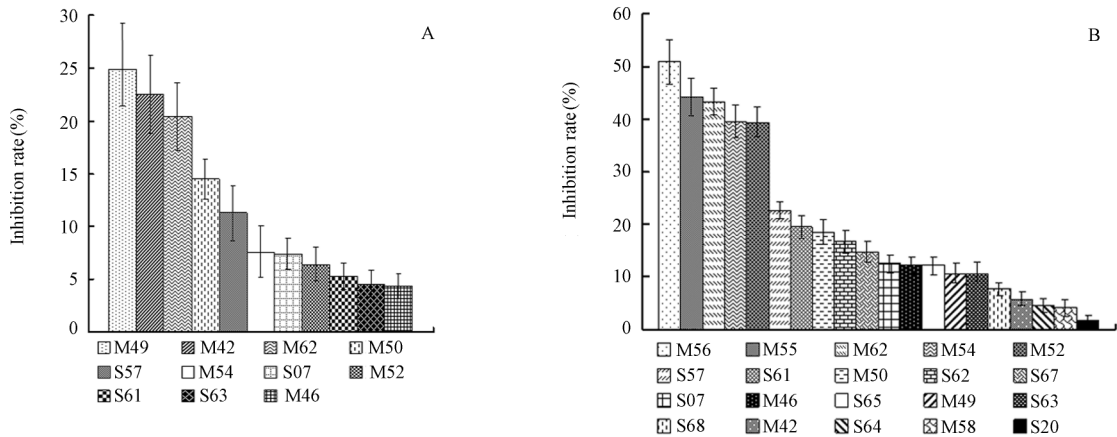 A
Inhibition rate (%)
30
25
20
15
10
5
0
M49 M42 M62 M50
S57 M54 S07 M52
S61 S63 M46
B
Inhibition rate (%)
60
50
40
30
20
10
0
M56 M55 M62 M54 M52
S57 S61 M50 S62 S67
S07 M46 S65 M49 S63
S68 M42 S64 M58 S20